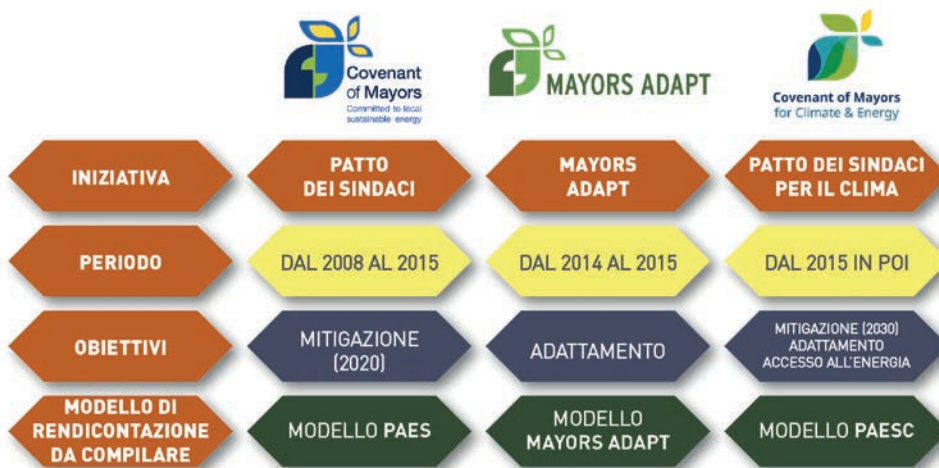 Covenant
of Mayors
Committed to local
sustainable energy
MAYORS ADAPT
Covenant of Mayors
for Climate & Energy
INIZIATIVA
PATTO
DEI SINDACI
MAYORS
ADAPT
PATTO DEI SINDACI
PER IL CLIMA
PERIODO
DAL 2008 AL 2015
DAL 2014 AL 2015
DAL 2015 IN POI
OBIETTIVI
MITIGAZIONE
(2020)
ADATTAMENTO
MITIGAZIONE (2030)
ADATTAMENTO
ACCESSO ALL'ENERGIA
MODELLO DI
RENDICONTAZIONE
DA COMPILARE
MODELLO PAES
MODELLO
MAYORS ADAPT
MODELLO PAESC